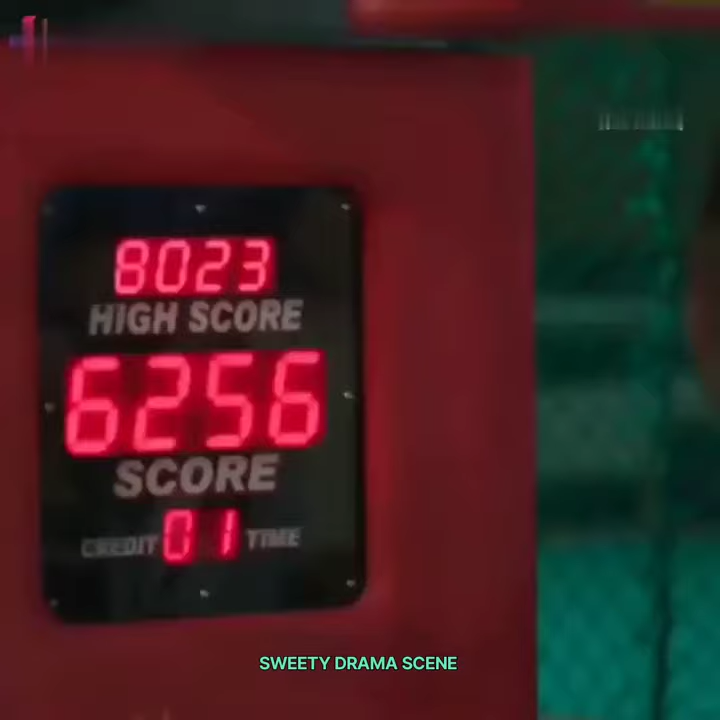 8023
HIGH SCORE
6256
SCORE
CREDIT 01 TIME
SWEETY DRAMA SCENE